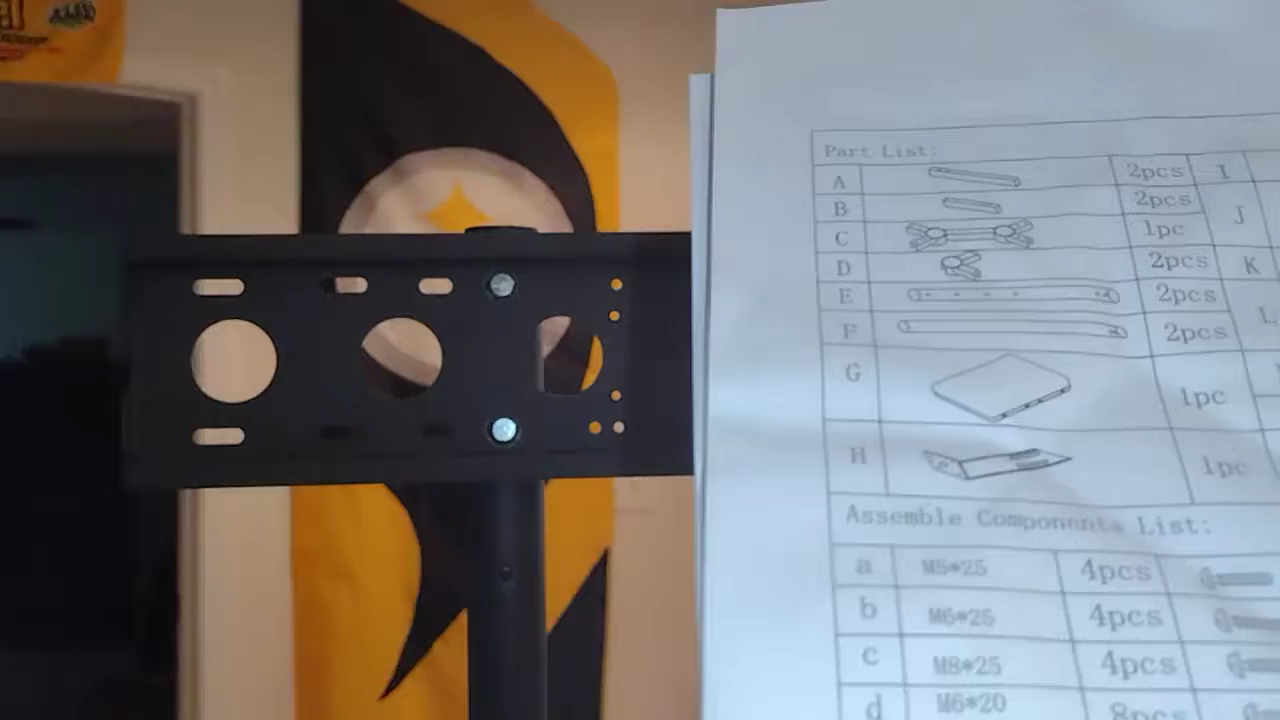 Part List:
A 2pcs I
B 2pcs J
C 1pc
D 2pcs K
E 2pcs L
F 2pcs
G 1pc
H 1pc
Assemble Components List:
a M5*25 4pcs
b M6*25 4pcs
c M8*25 4pcs
d M6*20 8pcs